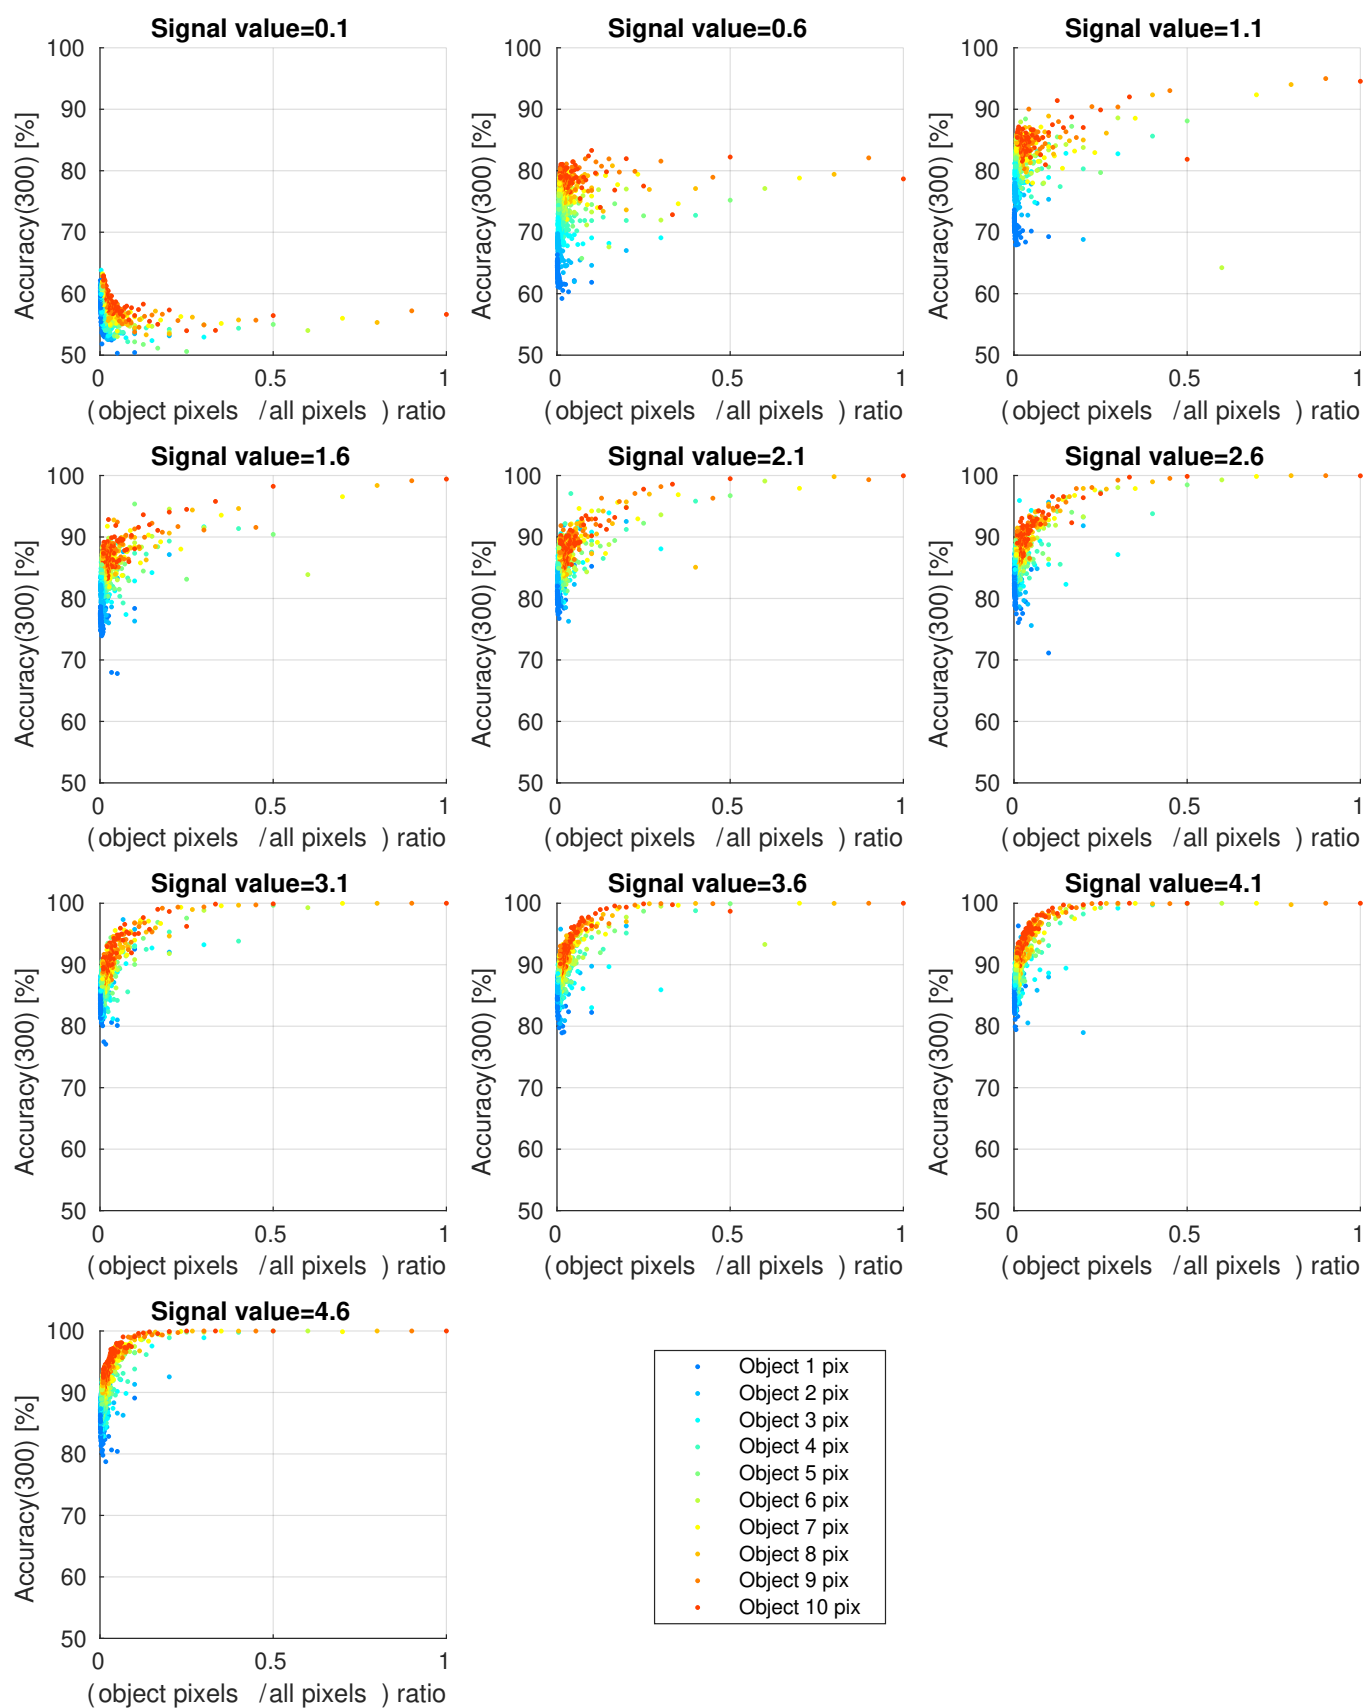 Signal value=0.1
100
90
80
70
60
50
Accuracy(300) [%]
0
0.5
1
(object pixels /all pixels ) ratio
Signal value=0.6
100
90
80
70
60
50
Accuracy(300) [%]
0
0.5
1
(object pixels /all pixels ) ratio
Signal value=1.1
100
90
80
70
60
50
Accuracy(300) [%]
0
0.5
1
(object pixels /all pixels ) ratio
Signal value=1.6
100
90
80
70
60
50
Accuracy(300) [%]
0
0.5
1
(object pixels /all pixels ) ratio
Signal value=2.1
100
90
80
70
60
50
Accuracy(300) [%]
0
0.5
1
(object pixels /all pixels ) ratio
Signal value=2.6
100
90
80
70
60
50
Accuracy(300) [%]
0
0.5
1
(object pixels /all pixels ) ratio
Signal value=3.1
100
90
80
70
60
50
Accuracy(300) [%]
0
0.5
1
(object pixels /all pixels ) ratio
Signal value=3.6
100
90
80
70
60
50
Accuracy(300) [%]
0
0.5
1
(object pixels /all pixels ) ratio
Signal value=4.1
100
90
80
70
60
50
Accuracy(300) [%]
0
0.5
1
(object pixels /all pixels ) ratio
Signal value=4.6
100
90
80
70
60
50
Accuracy(300) [%]
0
0.5
1
(object pixels /all pixels ) ratio
Object 1 pix
Object 2 pix
Object 3 pix
Object 4 pix
Object 5 pix
Object 6 pix
Object 7 pix
Object 8 pix
Object 9 pix
Object 10 pix